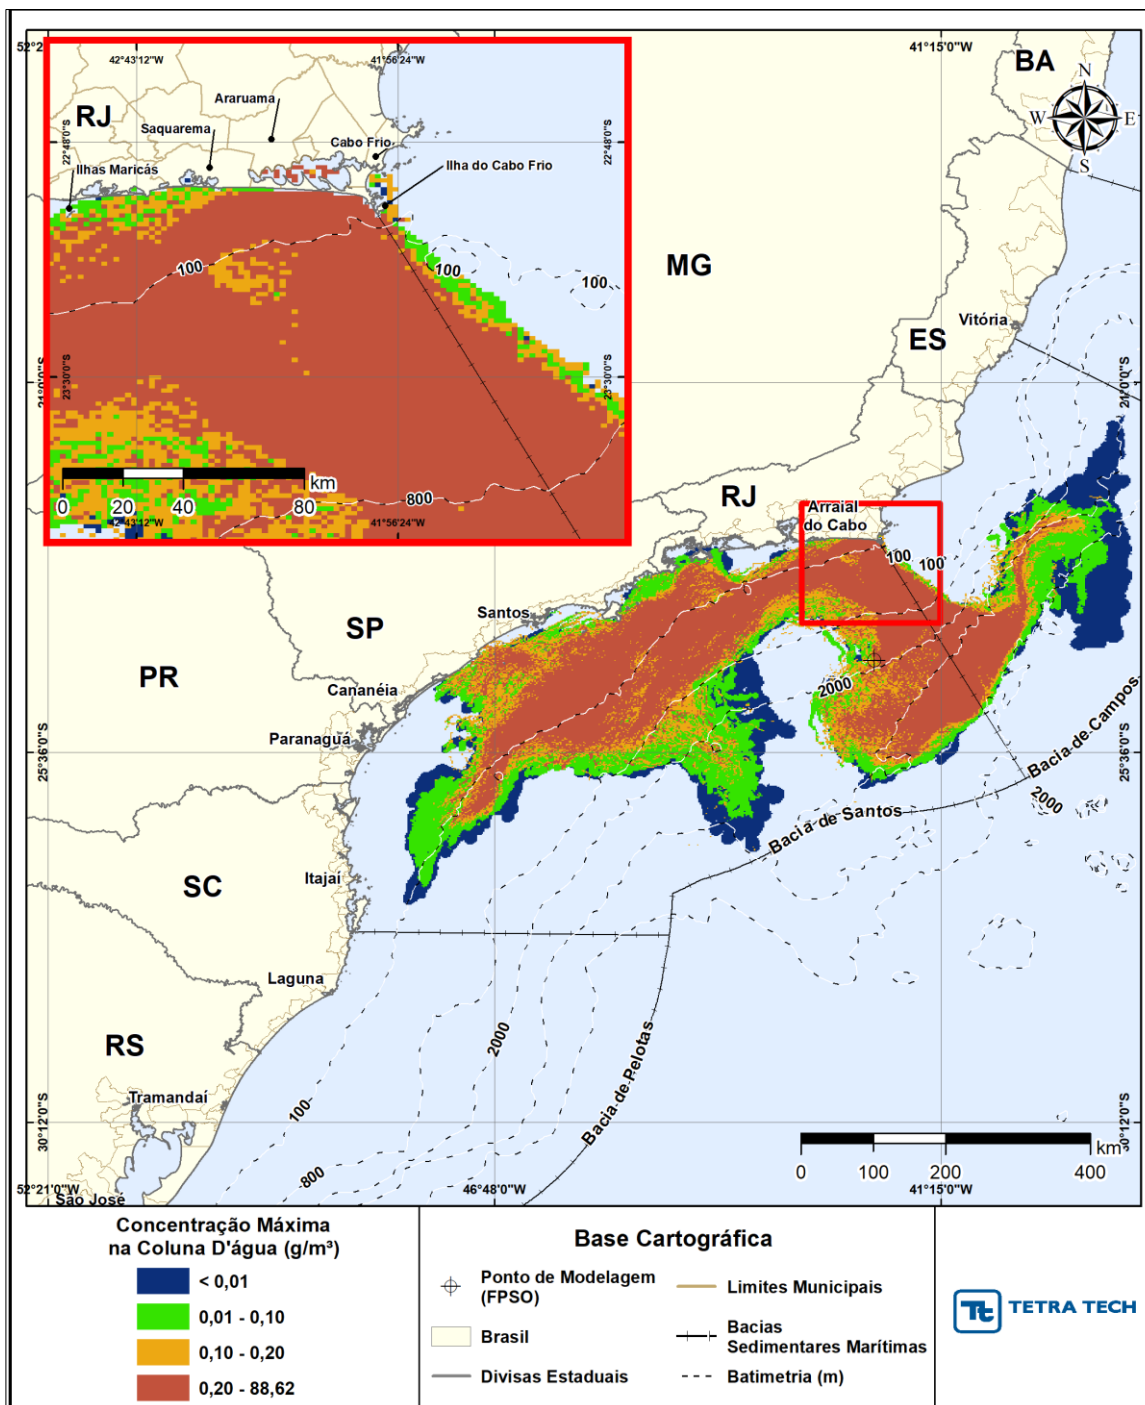 52°2
41°15'0"W
42°43'12"W
41°56'24"W
BA
N
W
E
S
RJ
Araruama
Saquarema
Cabo Frio
Ilhas Maricás
Ilha do Cabo Frio
22°48'0"S
22°48'0"S
100
100
100
MG
ES
Vitória
23°30'0"S
23°30'0"S
21°0'0"S
800
km
0
20
40
80
42°43'12"W
41°56'24"W
RJ
Arraial
do Cabo
100
100
Santos
SP
PR
Cananéia
2000
Paranaguá
25°36'0"S
25°36'0"S
Bacia de Campos
2000
Bacia de Santos
SC
Itajaí
Laguna
2000
RS
Tramandaí
100
Bacia de Pelotas
30°12'0"S
30°12'0"S
km
0
100
200
400
800
São José
52°21'0"W
46°48'0"W
41°15'0"W
Concentração Máxima
na Coluna D'água (g/m³)
< 0,01
0,01 - 0,10
0,10 - 0,20
0,20 - 88,62
Base Cartográfica
Ponto de Modelagem
(FPSO)
Brasil
Divisas Estaduais
Limites Municipais
Bacias
Sedimentares Marítimas
Batimetria (m)
Tt
TETRA TECH